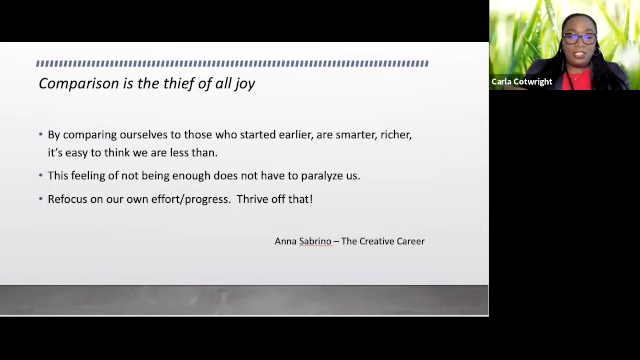 Comparison is the thief of all joy
• By comparing ourselves to those who started earlier, are smarter, richer,
it's easy to think we are less than.
• This feeling of not being enough does not have to paralyze us.
• Refocus on our own effort/progress.  Thrive off that!
Anna Sabrino – The Creative Career
Carla Cotwright